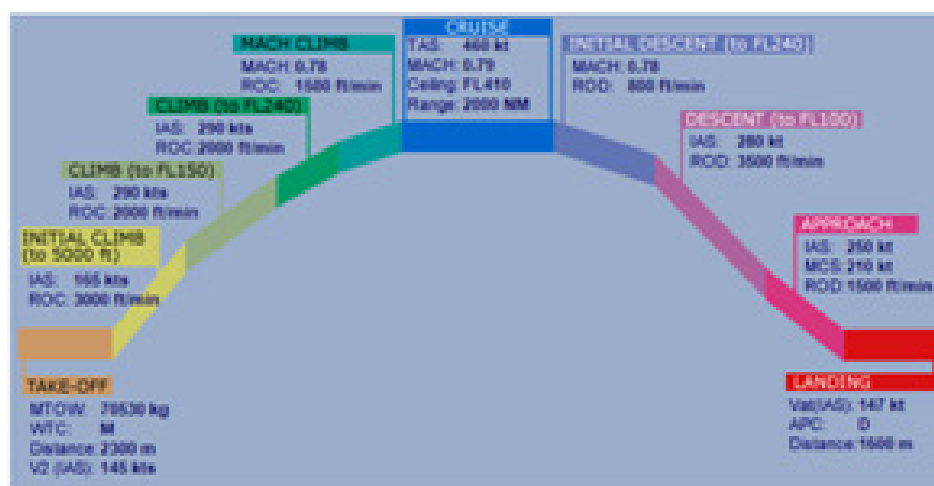 CRUISE
TAS: 460 kt
MACH: 0.79
Ceiling: FL410
Range: 2000 NM
MACH CLIMB
MACH: 0.78
ROC: 1500 ft/min
CLIMB (to FL240)
IAS: 290 kts
ROC: 2000 ft/min
CLIMB (to FL150)
IAS: 290 kts
ROC: 2000 ft/min
INITIAL CLIMB
(to 5000 ft)
IAS: 165 kts
ROC: 3000 ft/min
TAKE-OFF
MTOW: 70530 kg
WTC: M
Distance: 2300 m
V2 (IAS): 145 kts
INITIAL DESCENT (to FL240)
MACH: 0.78
ROD: 800 ft/min
DESCENT (to FL100)
IAS: 280 kt
ROD: 3500 ft/min
APPROACH
IAS: 250 kt
MCS: 210 kt
ROD: 1500 ft/min
LANDING
Vat(IAS): 147 kt
APC: D
Distance: 1600 m